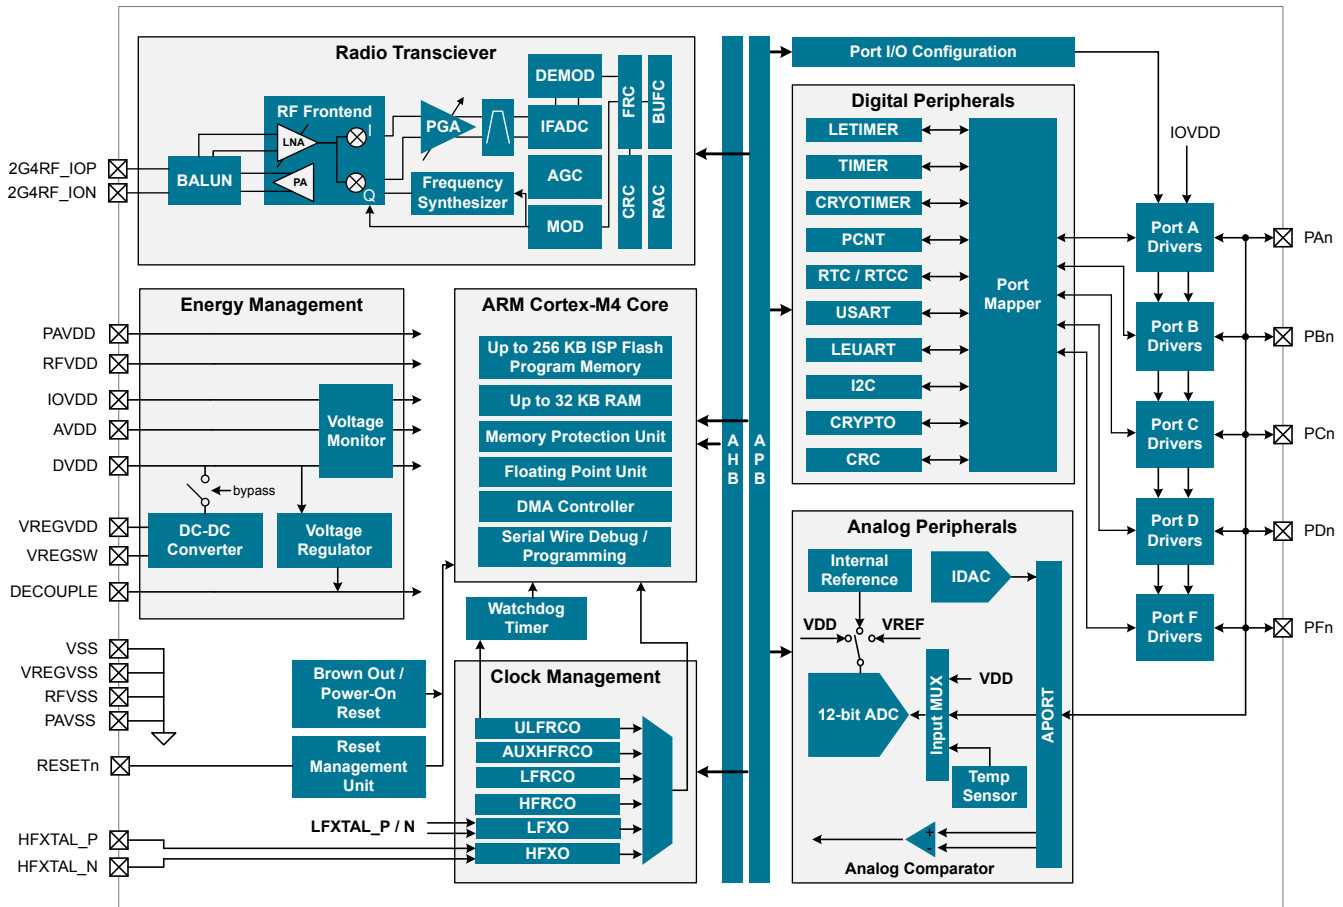 Radio Transciever
DEMOD
RF Frontend
I
LNA
PGA
IFADC
FRC
BUFC
2G4RF_IOP
BALUN
PA
AGC
2G4RF_ION
Q
Frequency
Synthesizer
CRC
RAC
MOD
Port I/O Configuration
Digital Peripherals
LETIMER
TIMER
CRYOTIMER
PCNT
RTC / RTCC
USART
LEUART
I2C
CRYPTO
CRC
Port
Mapper
IOVDD
Port A
Drivers
PAn
Port B
Drivers
PBn
Port C
Drivers
PCn
Port D
Drivers
PDn
Port F
Drivers
PFn
Energy Management
PAVDD
RFVDD
IOVDD
AVDD
DVDD
Voltage
Monitor
bypass
VREGVDD
VREGSW
DC-DC
Converter
Voltage
Regulator
DECOUPLE
ARM Cortex-M4 Core
Up to 256 KB ISP Flash
Program Memory
Up to 32 KB RAM
Memory Protection Unit
Floating Point Unit
DMA Controller
Serial Wire Debug /
Programming
A
H
B
A
P
B
Watchdog
Timer
VSS
VREGVSS
RFVSS
PAVSS
Brown Out /
Power-On
Reset
RESETn
Reset
Management
Unit
Clock Management
ULFRCO
AUXHFRCO
LFRCO
HFRCO
LFXTAL_P / N
LFXO
HFXTAL_P
HFXO
HFXTAL_N
Analog Peripherals
Internal
Reference
IDAC
VDD
VREF
12-bit ADC
Input MUX
VDD
APORT
Temp
Sensor
+
-
Analog Comparator